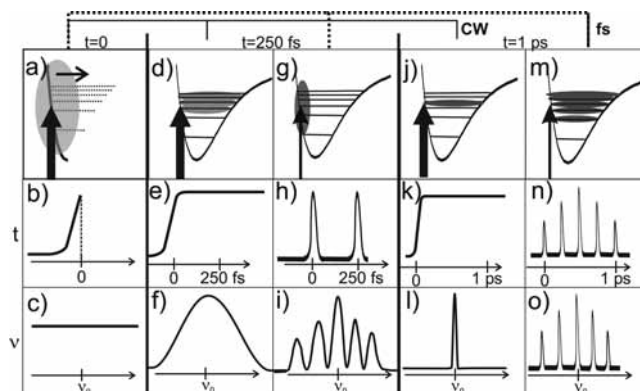 CW fs
t=0 t=250 fs t=1 ps
a) d) g) j) m)
b) e) h) k) n)
t
0 0 250 fs 0 250 fs 0 1 ps 0 1 ps
c) f) i) l) o)
ν
ν₀ ν₀ ν₀ ν₀ ν₀